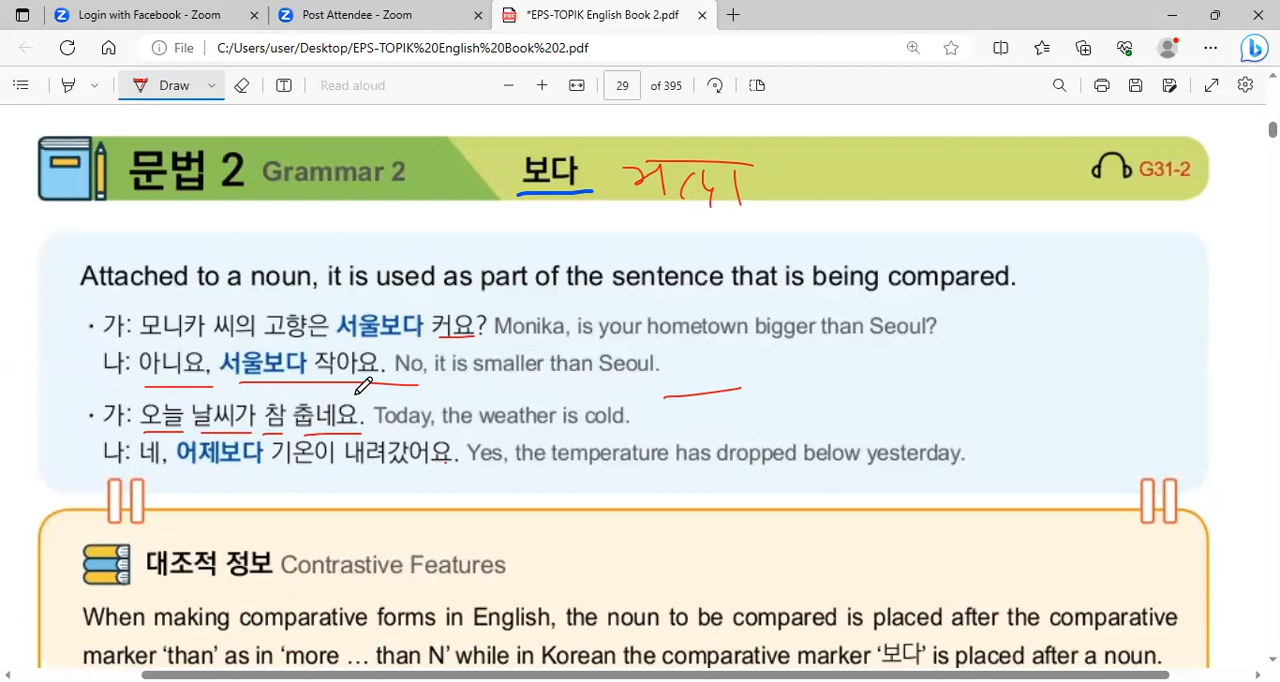 Login with Facebook - Zoom
Post Attendee - Zoom
*EPS-TOPIK English Book 2.pdf
File
C:/Users/user/Desktop/EPS-TOPIK%20English%20Book%202.pdf
Draw
Read aloud
29 of 395
문법 2 Grammar 2 보다 G31-2
Attached to a noun, it is used as part of the sentence that is being compared.
· 가: 모니카 씨의 고향은 서울보다 커요? Monika, is your hometown bigger than Seoul?
나: 아니요, 서울보다 작아요. No, it is smaller than Seoul.
· 가: 오늘 날씨가 참 춥네요. Today, the weather is cold.
나: 네, 어제보다 기온이 내려갔어요. Yes, the temperature has dropped below yesterday.
대조적 정보 Contrastive Features
When making comparative forms in English, the noun to be compared is placed after the comparative
marker ‘than’ as in ‘more … than N’ while in Korean the comparative marker ‘보다’ is placed after a noun.